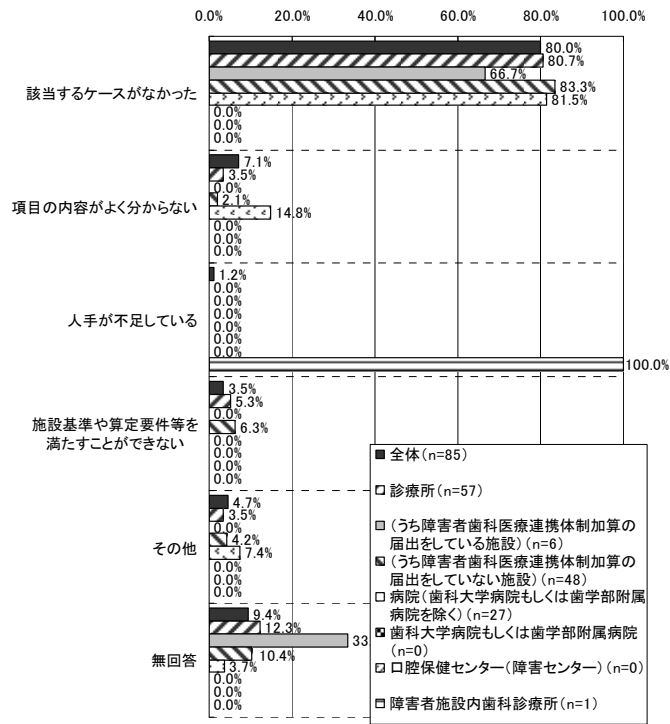 0.0% 20.0% 40.0% 60.0% 80.0% 100.0%
該当するケースがなかった
80.0%
80.7%
66.7%
83.3%
81.5%
0.0%
0.0%
0.0%
項目の内容がよく分からない
7.1%
3.5%
0.0%
2.1%
14.8%
0.0%
0.0%
0.0%
人手が不足している
1.2%
0.0%
0.0%
0.0%
0.0%
0.0%
0.0%
100.0%
施設基準や算定要件等を
満たすことができない
3.5%
5.3%
0.0%
6.3%
0.0%
0.0%
0.0%
0.0%
その他
4.7%
3.5%
0.0%
4.2%
7.4%
0.0%
0.0%
0.0%
無回答
9.4%
12.3%
33
10.4%
3.7%
0.0%
0.0%
0.0%
全体(n=85)
診療所(n=57)
(うち障害者歯科医療連携体制加算の
届出をしている施設)(n=6)
(うち障害者歯科医療連携体制加算の
届出をしていない施設)(n=48)
病院(歯科大学病院もしくは歯学部附属
病院を除く)(n=27)
歯科大学病院もしくは歯学部附属病院
(n=0)
口腔保健センター(障害センター)(n=0)
障害者施設内歯科診療所(n=1)